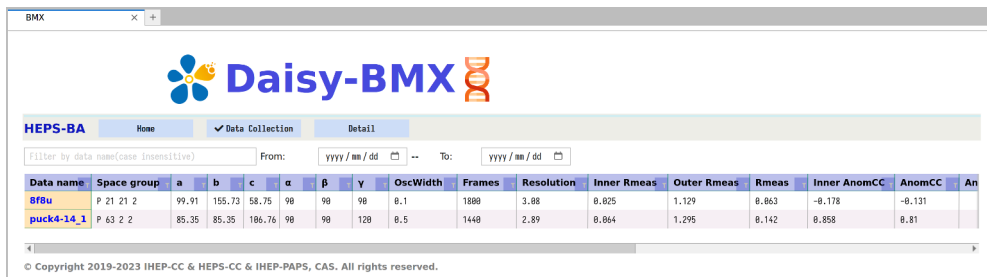 BMX × +
Daisy-BMX
HEPS-BA Home ✔Data Collection Detail
Filter by data name(case insensitive) From: yyyy/mm/dd -- To: yyyy/mm/dd
Data name Space group a b c α β γ OscWidth Frames Resolution Inner Rmeas Outer Rmeas Rmeas Inner AnomCC AnomCC An
8f8u P 21 21 2 99.91 155.73 58.75 90 90 90 0.1 1800 3.08 0.025 1.129 0.063 -0.178 -0.131
puck4-14_1 P 63 2 2 85.35 85.35 106.76 90 90 120 0.5 1440 2.89 0.064 1.295 0.142 0.858 0.81
© Copyright 2019-2023 IHEP-CC & HEPS-CC & IHEP-PAPS, CAS. All rights reserved.